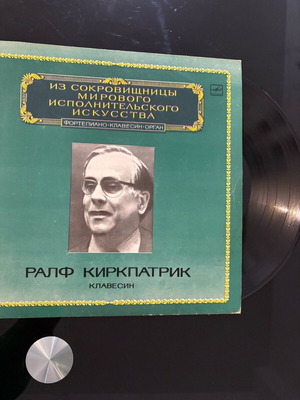 ИЗ СОКРОВИЩНИЦЫ
МИРОВОГО
ИСПОЛНИТЕЛЬСКОГО
ИСКУССТВА
ФОРТЕПИАНО·КЛАВЕСИН·ОРГАН
РАЛФ КИРКПАТРИК
КЛАВЕСИН